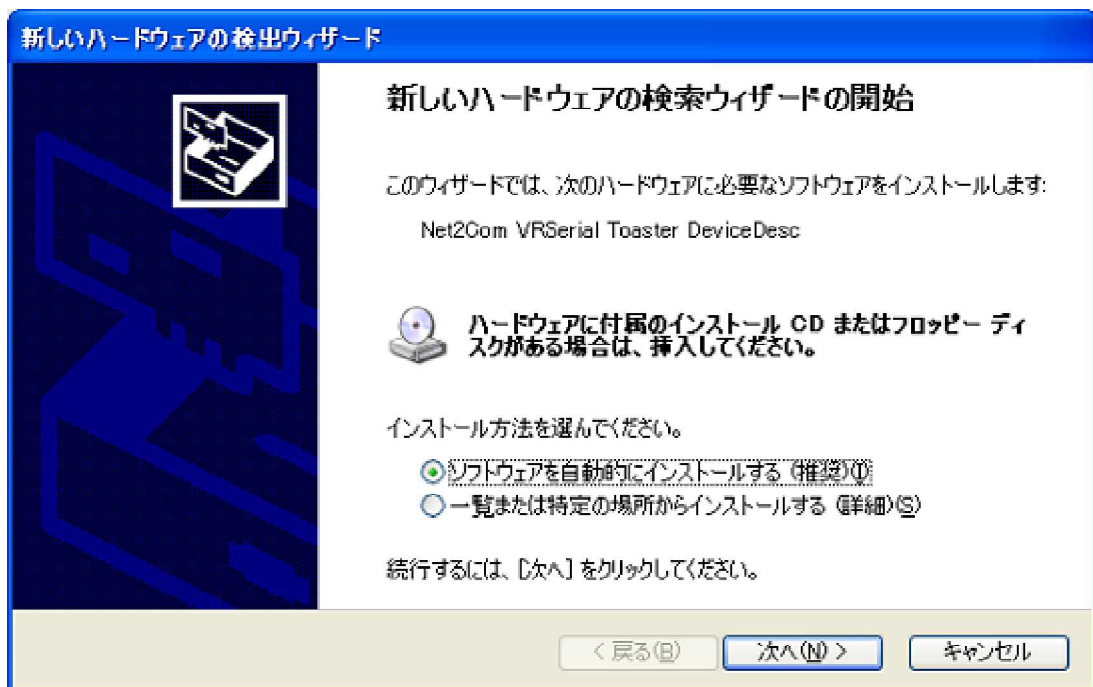 新しいハードウェアの検出ウィザード
新しいハードウェアの検索ウィザードの開始
このウィザードでは、次のハードウェアに必要なソフトウェアをインストールします:
Net2Com VRSerial Toaster DeviceDesc
ハードウェアに付属のインストール CD またはフロッピー ディ
スクがある場合は、挿入してください。
インストール方法を選んでください。
ソフトウェアを自動的にインストールする (推奨)(I)
一覧または特定の場所からインストールする (詳細)(S)
続行するには、[次へ] をクリックしてください。
< 戻る(B)
次へ(N) >
キャンセル